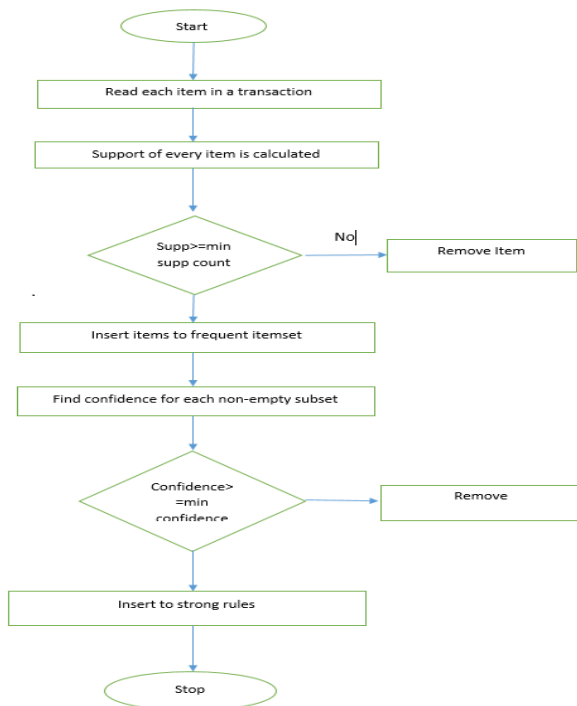 Start
Read each item in a transaction
Support of every item is calculated
Supp>=min
supp count
No
Remove Item
.
Insert items to frequent itemset
Find confidence for each non-empty subset
Confidence>
=min
confidence
Remove
Insert to strong rules
Stop